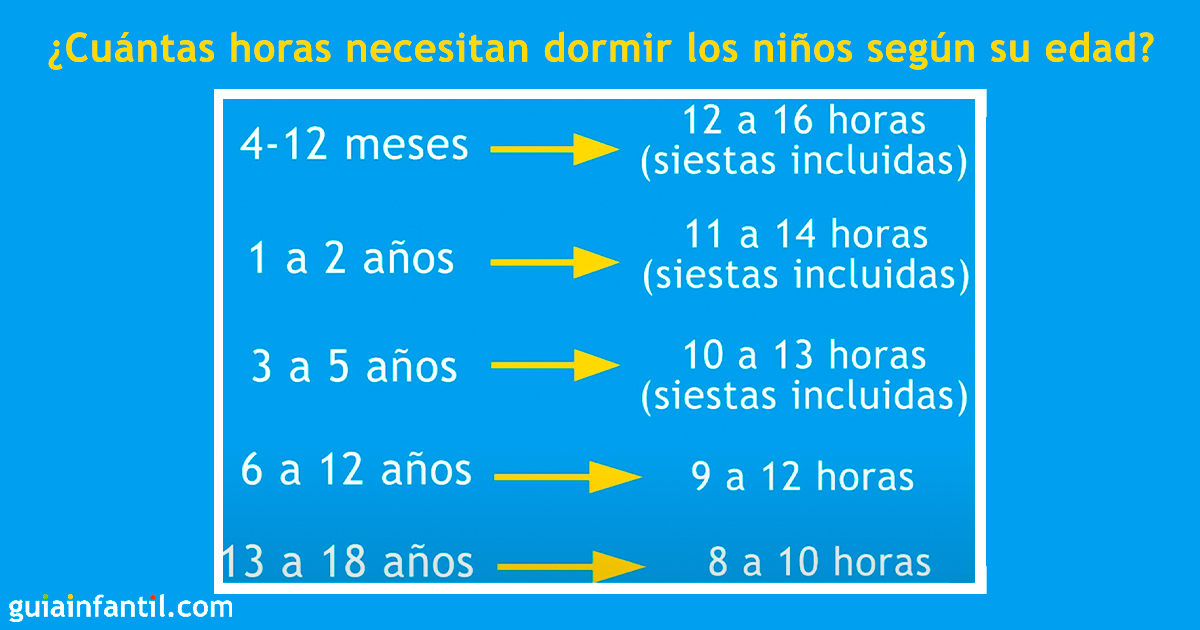 ¿Cuántas horas necesitan dormir los niños según su edad?
4-12 meses
12 a 16 horas
(siestas incluidas)
1 a 2 años
11 a 14 horas
(siestas incluidas)
3 a 5 años
10 a 13 horas
(siestas incluidas)
6 a 12 años
9 a 12 horas
13 a 18 años
8 a 10 horas
guiainfantil.com